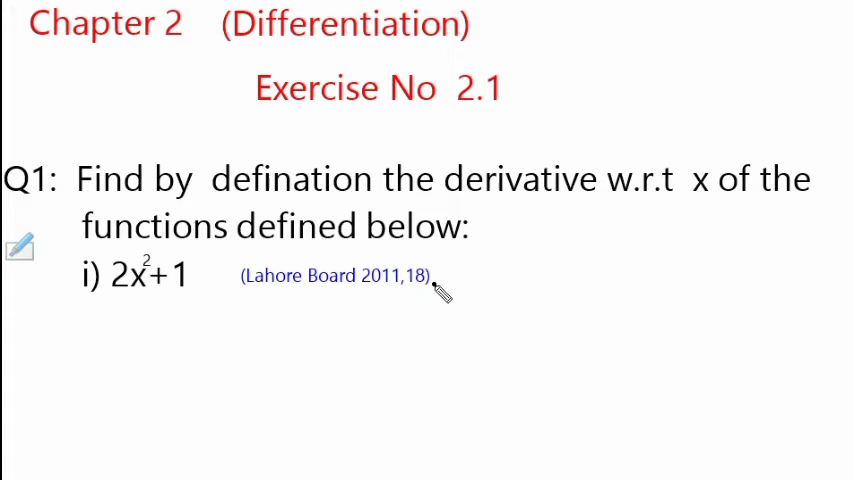 Chapter 2 (Differentiation)
Exercise No 2.1
Q1: Find by defination the derivative w.r.t x of the
functions defined below:
i) 2x²+1 (Lahore Board 2011,18)